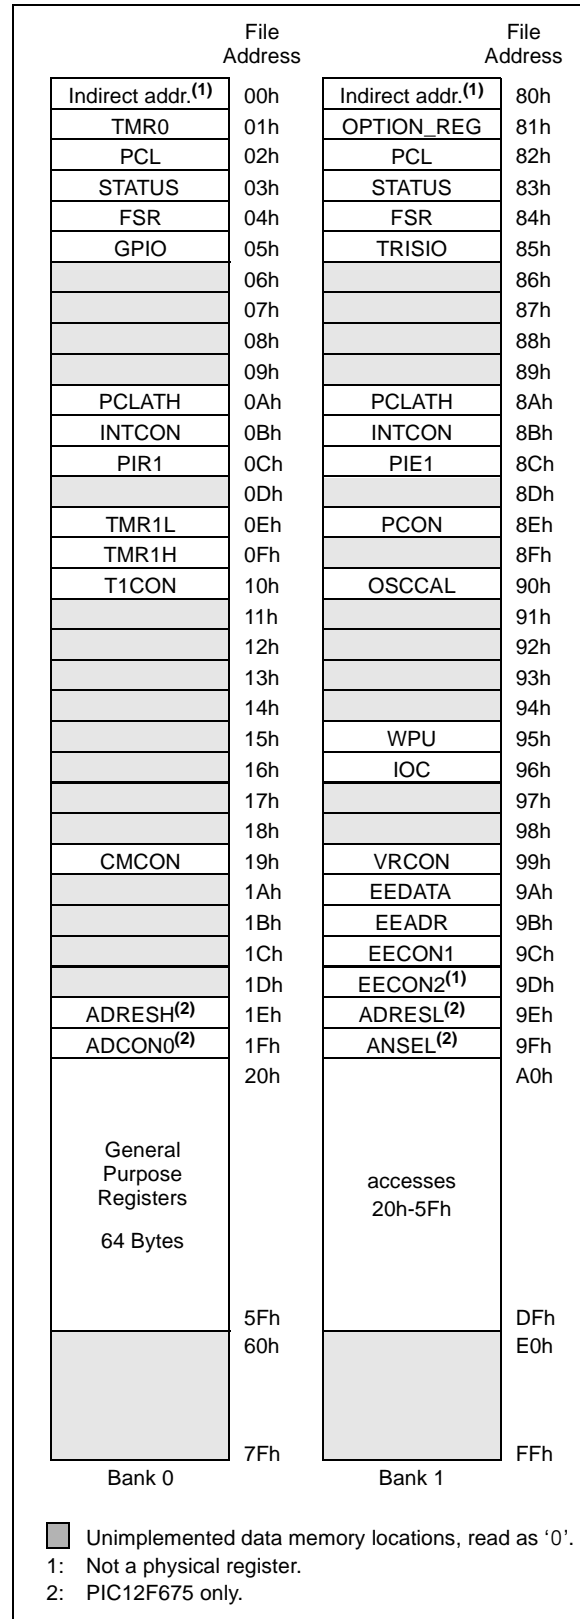 File Address File Address
Indirect addr.(1) 00h Indirect addr.(1) 80h
TMR0 01h OPTION_REG 81h
PCL 02h PCL 82h
STATUS 03h STATUS 83h
FSR 04h FSR 84h
GPIO 05h TRISIO 85h
06h 86h
07h 87h
08h 88h
09h 89h
PCLATH 0Ah PCLATH 8Ah
INTCON 0Bh INTCON 8Bh
PIR1 0Ch PIE1 8Ch
0Dh 8Dh
TMR1L 0Eh PCON 8Eh
TMR1H 0Fh 8Fh
T1CON 10h OSCCAL 90h
11h 91h
12h 92h
13h 93h
14h 94h
15h WPU 95h
16h IOC 96h
17h 97h
18h 98h
CMCON 19h VRCON 99h
1Ah EEDATA 9Ah
1Bh EEADR 9Bh
1Ch EECON1 9Ch
1Dh EECON2(1) 9Dh
ADRESH(2) 1Eh ADRESL(2) 9Eh
ADCON0(2) 1Fh ANSEL(2) 9Fh
20h A0h
General
Purpose
Registers
64 Bytes
accesses
20h-5Fh
5Fh DFh
60h E0h
7Fh FFh
Bank 0 Bank 1
Unimplemented data memory locations, read as ‘0’.
1: Not a physical register.
2: PIC12F675 only.